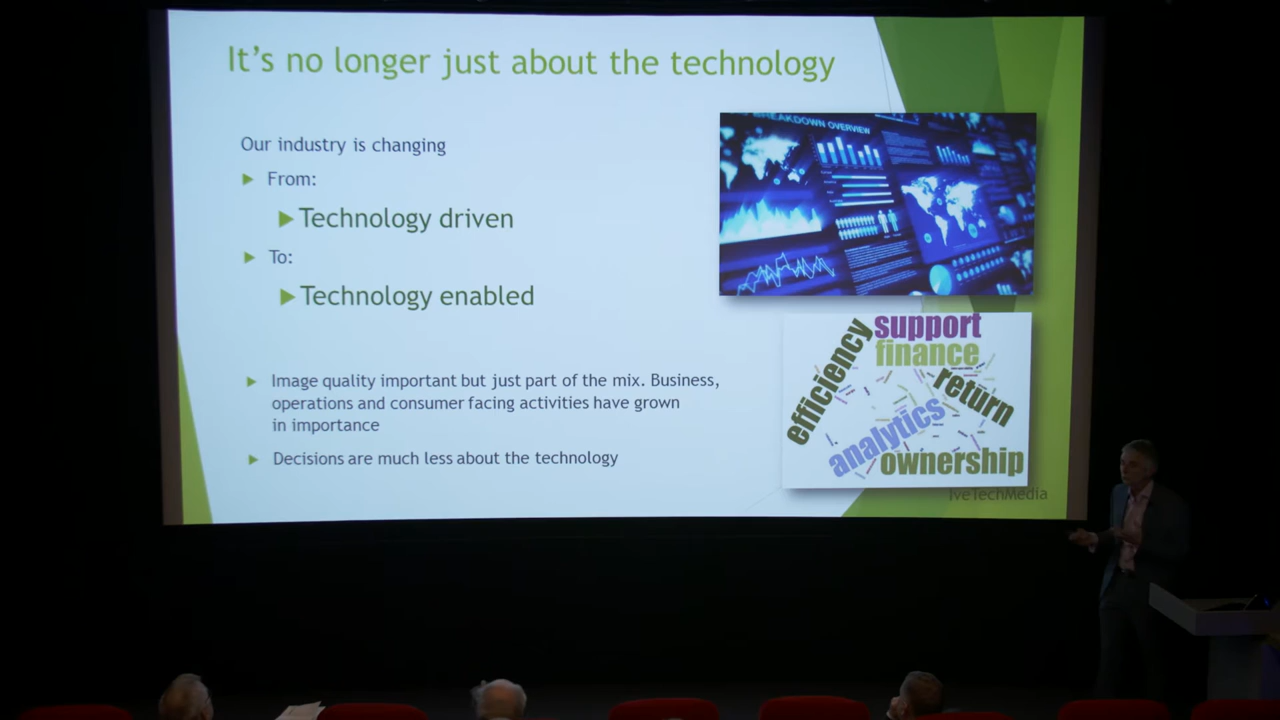 It's no longer just about the technology
Our industry is changing
From:
Technology driven
To:
Technology enabled
Image quality important but just part of the mix. Business,
operations and consumer facing activities have grown
in importance
Decisions are much less about the technology
BREAKDOWN OVERVIEW
support
finance
efficiency
return
analytics
ownership
TechMedia